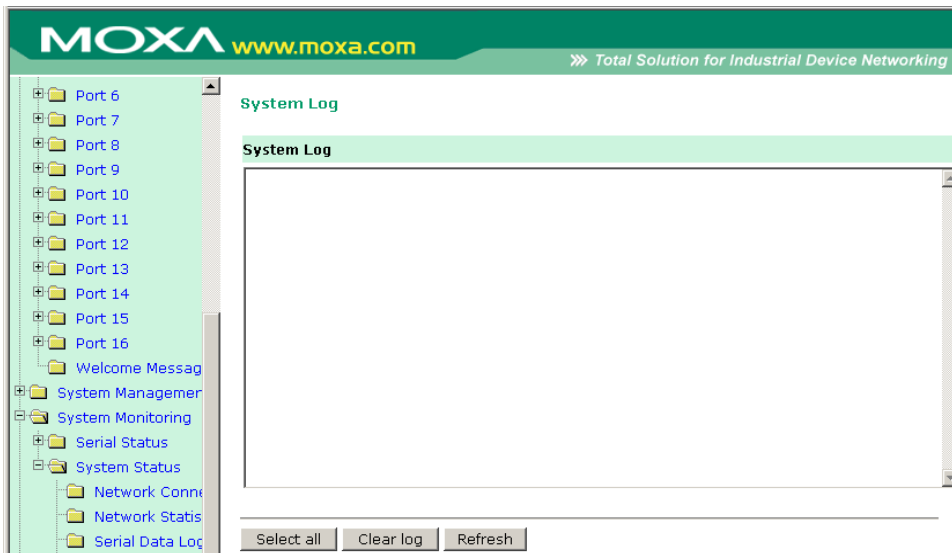 MOXA www.moxa.com
Total Solution for Industrial Device Networking
Port 6
Port 7
Port 8
Port 9
Port 10
Port 11
Port 12
Port 13
Port 14
Port 15
Port 16
Welcome Messag
System Managemer
System Monitoring
Serial Status
System Status
Network Conne
Network Statis
Serial Data Log
System Log
System Log
Select all Clear log Refresh